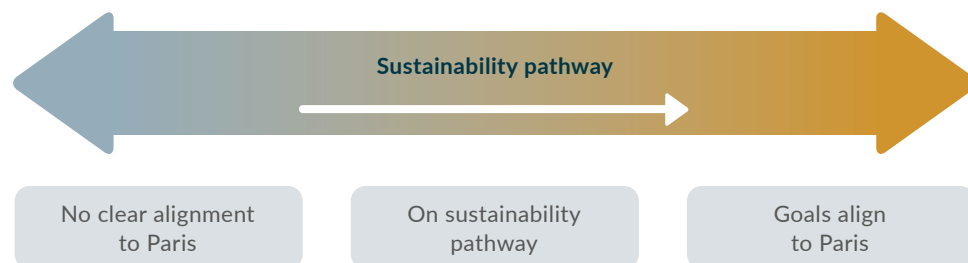 Sustainability pathway
No clear alignment
to Paris
On sustainability
pathway
Goals align
to Paris